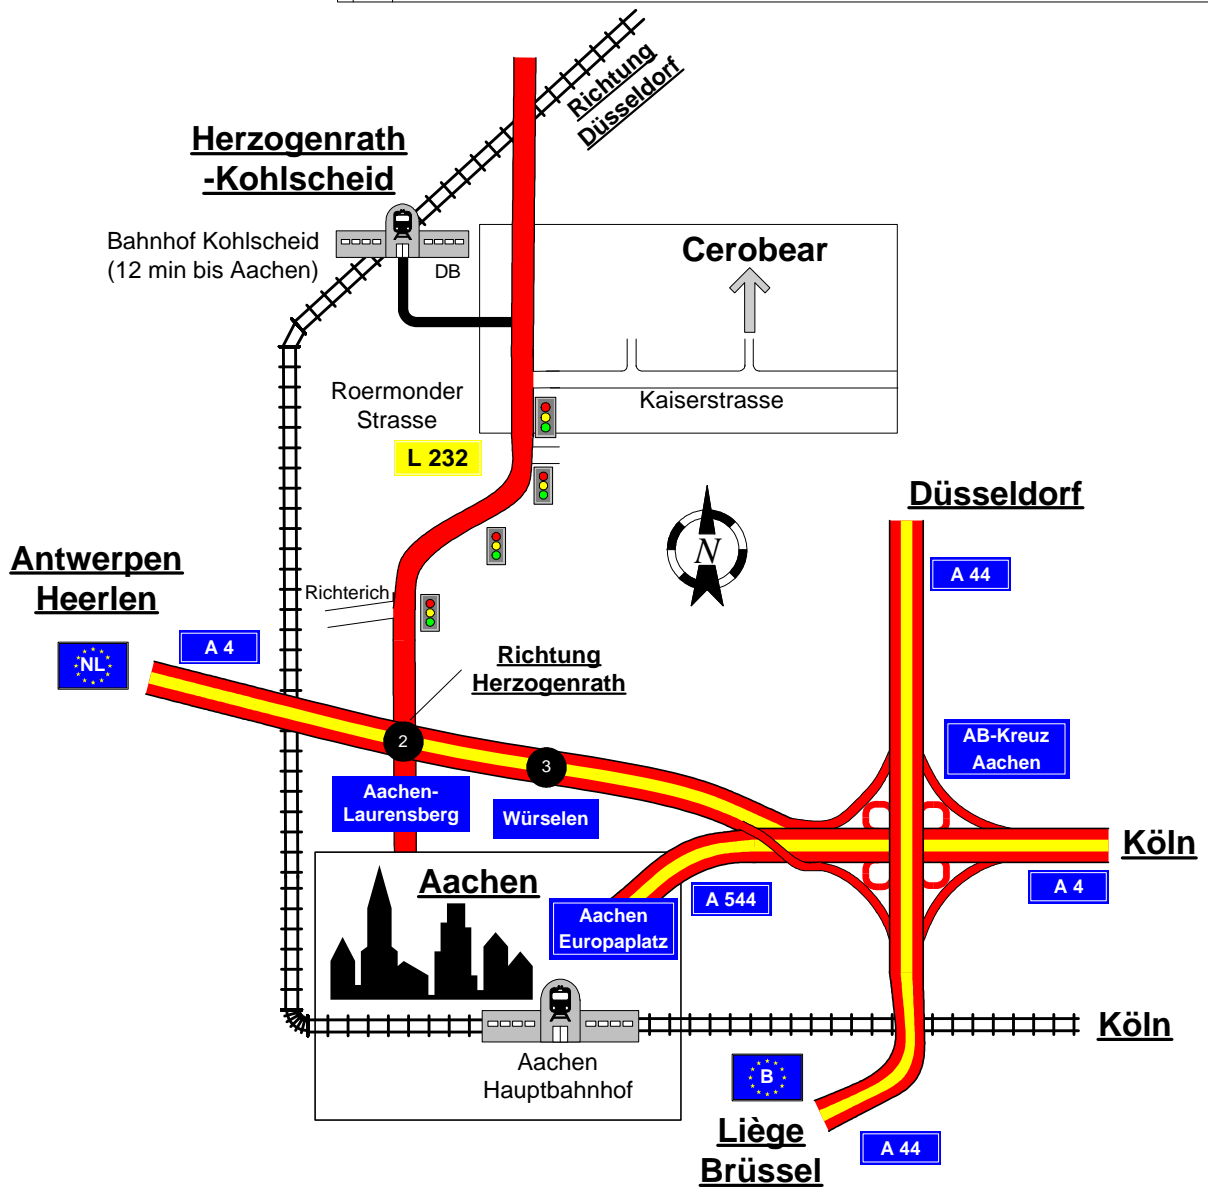 Richtung
Düsseldorf
Herzogenrath
-Kohlscheid
Bahnhof Kohlscheid
(12 min bis Aachen)
DB
Cerobear
Roermonder
Strasse
Kaiserstrasse
L 232
Düsseldorf
Antwerpen
Heerlen
N
A 44
Richterich
NL
A 4
Richtung
Herzogenrath
2
3
AB-Kreuz
Aachen
Aachen-
Laurensberg
Würselen
Köln
Aachen
A 544
A 4
Aachen
Europaplatz
Köln
Aachen
Hauptbahnhof
B
Liège
Brüssel
A 44